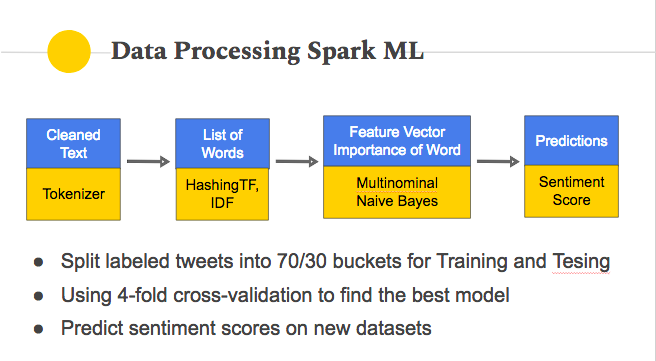 Data Processing Spark ML
Cleaned
Text
Tokenizer
List of
Words
HashingTF,
IDF
Feature Vector
Importance of Word
Multinominal
Naive Bayes
Predictions
Sentiment
Score
● Split labeled tweets into 70/30 buckets for Training and Tesing
● Using 4-fold cross-validation to find the best model
● Predict sentiment scores on new datasets